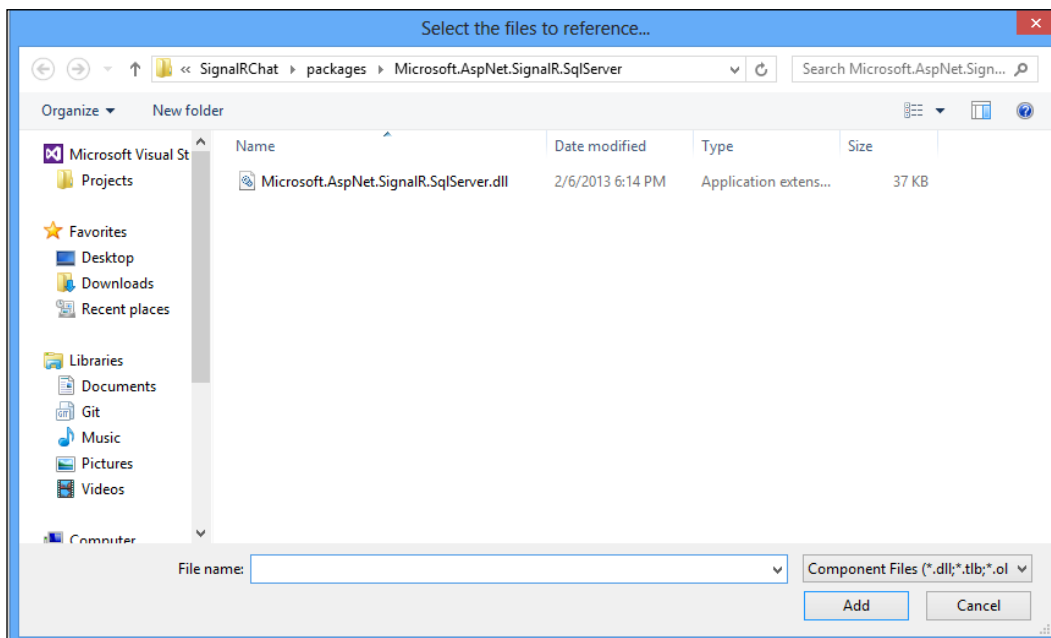 Select the files to reference...
« SignalRChat packages Microsoft.AspNet.SignalR.SqlServer Search Microsoft.AspNet.Sign...
Organize New folder
Name Date modified Type Size
Microsoft Visual St
Projects
Microsoft.AspNet.SignalR.SqlServer.dll 2/6/2013 6:14 PM Application extens... 37 KB
Favorites
Desktop
Downloads
Recent places
Libraries
Documents
Git
Music
Pictures
Videos
Computer
File name: Component Files (*.dll;*.tlb;*.ol
Add Cancel